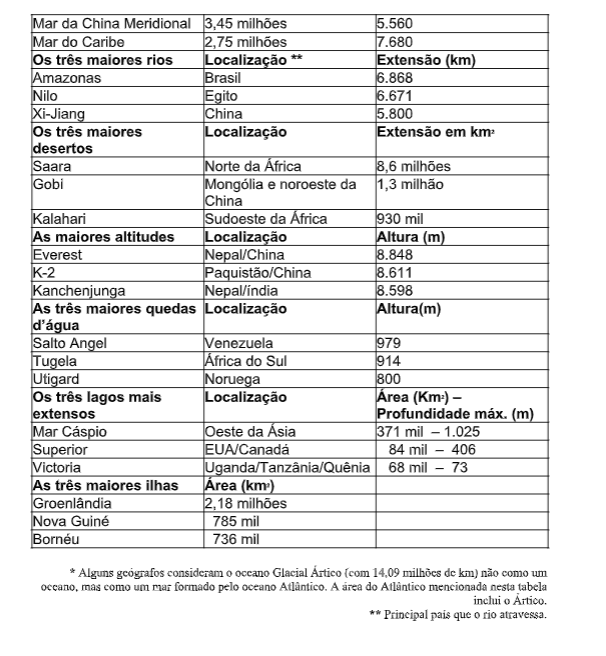 Mar da China Meridional 3,45 milhões 5.560
Mar do Caribe 2,75 milhões 7.680
Os três maiores rios Localização ** Extensão (km)
Amazonas Brasil 6.868
Nilo Egito 6.671
Xi-Jiang China 5.800
Os três maiores Localização Extensão em km²
desertos
Saara Norte da África 8,6 milhões
Gobi Mongólia e noroeste da 1,3 milhão
China
Kalahari Sudoeste da África 930 mil
As maiores altitudes Localização Altura (m)
Everest Nepal/China 8.848
K-2 Paquistão/China 8.611
Kanchenjunga Nepal/índia 8.598
As três maiores quedas Localização Altura(m)
d'água
Salto Angel Venezuela 979
Tugela África do Sul 914
Utigard Noruega 800
Os três lagos mais Localização Área (Km²) –
extensos Profundidade máx. (m)
Mar Cáspio Oeste da Ásia 371 mil – 1.025
Superior EUA/Canadá 84 mil – 406
Victoria Uganda/Tanzânia/Quênia 68 mil – 73
As três maiores ilhas Área (km²)
Groenlândia 2,18 milhões
Nova Guiné 785 mil
Bornéu 736 mil
* Alguns geógrafos consideram o oceano Glacial Ártico (com 14,09 milhões de km) não como um
oceano, mas como um mar formado pelo oceano Atlântico. A área do Atlântico mencionada nesta tabela
inclui o Ártico.
** Principal país que o rio atravessa.